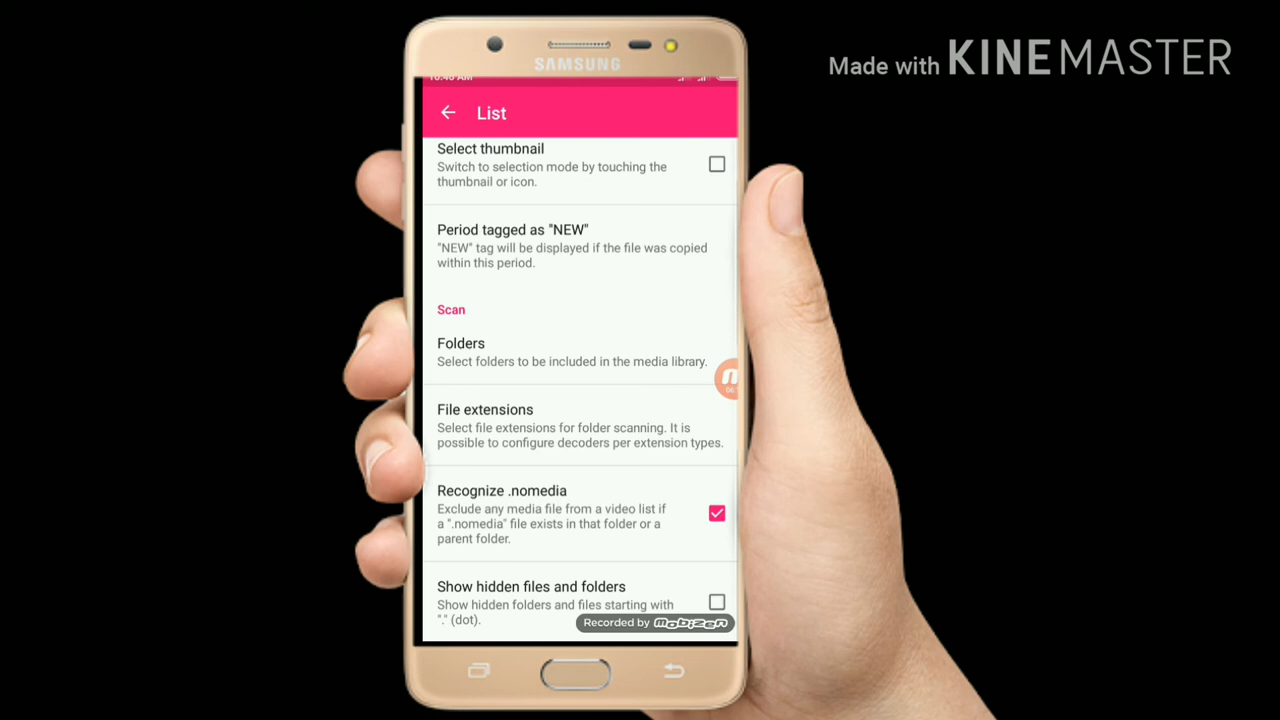 Made with KINEMASTER
SAMSUNG
10:46 AM
List
Select thumbnail
Switch to selection mode by touching the
thumbnail or icon.
Period tagged as "NEW"
"NEW" tag will be displayed if the file was copied
within this period.
Scan
Folders
Select folders to be included in the media library.
File extensions
Select file extensions for folder scanning. It is
possible to configure decoders per extension types.
Recognize .nomedia
Exclude any media file from a video list if
a ".nomedia" file exists in that folder or a
parent folder.
Show hidden files and folders
Show hidden folders and files starting with
"." (dot).
Recorded by mobizen